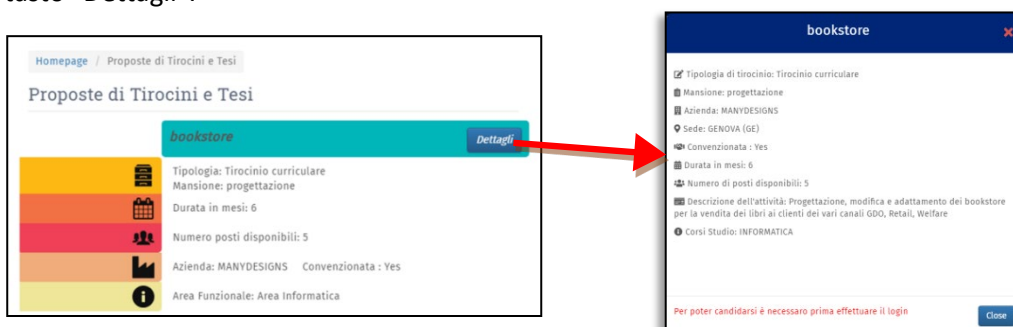 tasto "Dettagli".
Homepage / Proposte di Tirocini e Tesi
Proposte di Tirocini e Tesi
bookstore
Dettagli
Tipologia: Tirocinio curriculare
Mansione: progettazione
Durata in mesi: 6
Numero posti disponibili: 5
Azienda: MANYDESIGNS Convenzionata : Yes
Area Funzionale: Area Informatica
bookstore
Tipologia di tirocinio: Tirocinio curriculare
Mansione: progettazione
Azienda: MANYDESIGNS
Sede: GENOVA (GE)
Convenzionata : Yes
Durata in mesi: 6
Numero di posti disponibili: 5
Descrizione dell'attività: Progettazione, modifica e adattamento dei bookstore
per la vendita dei libri ai clienti dei vari canali GDO, Retail, Welfare
Corsi Studio: INFORMATICA
Per poter candidarsi è necessaro prima effettuare il login
Close